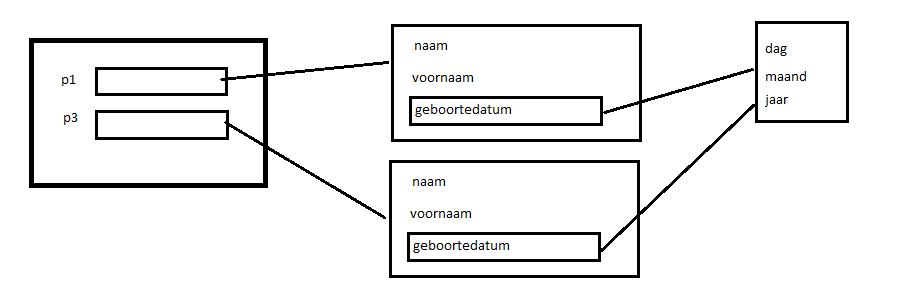 p1
p3
naam
voornaam
geboortedatum
naam
voornaam
geboortedatum
dag
maand
jaar